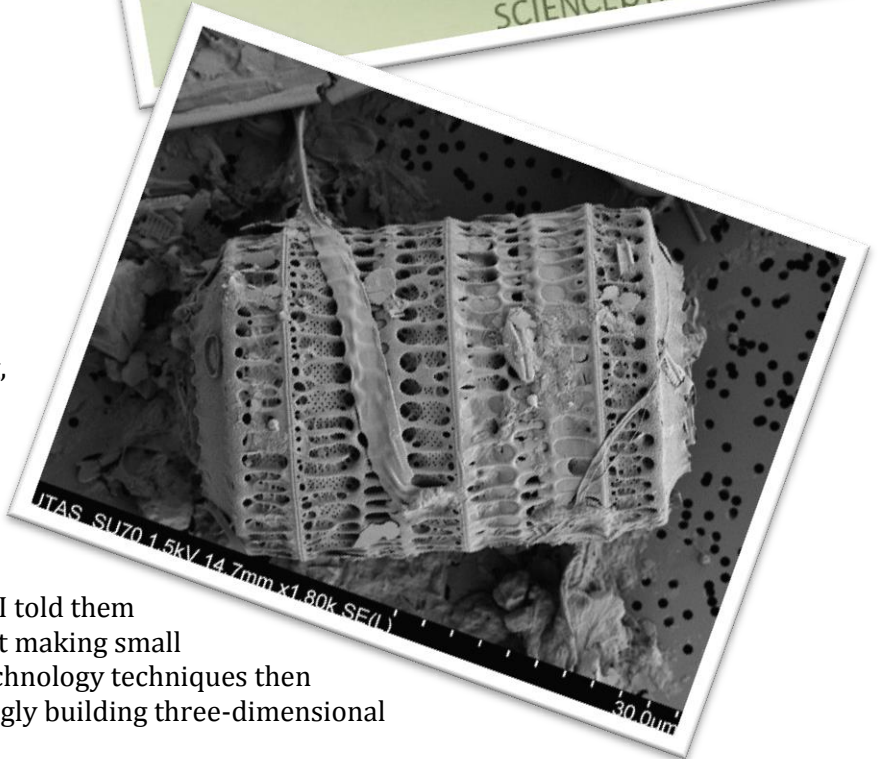 ,
I told them
t making small
chnology techniques then
gly building three-dimensional
UTAS SU70 1.5kV 14.7mm x1.80k SE(L)
30.0um